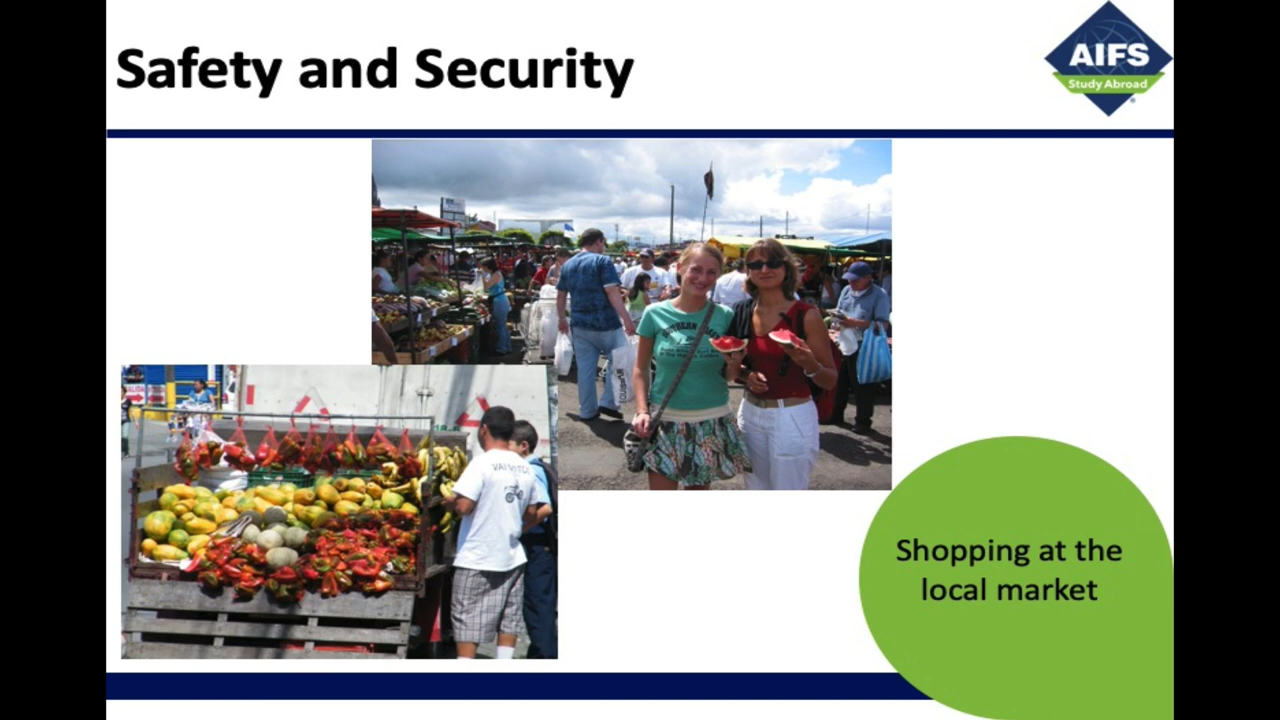 Safety and Security
AIFS
Study Abroad
Shopping at the
local market